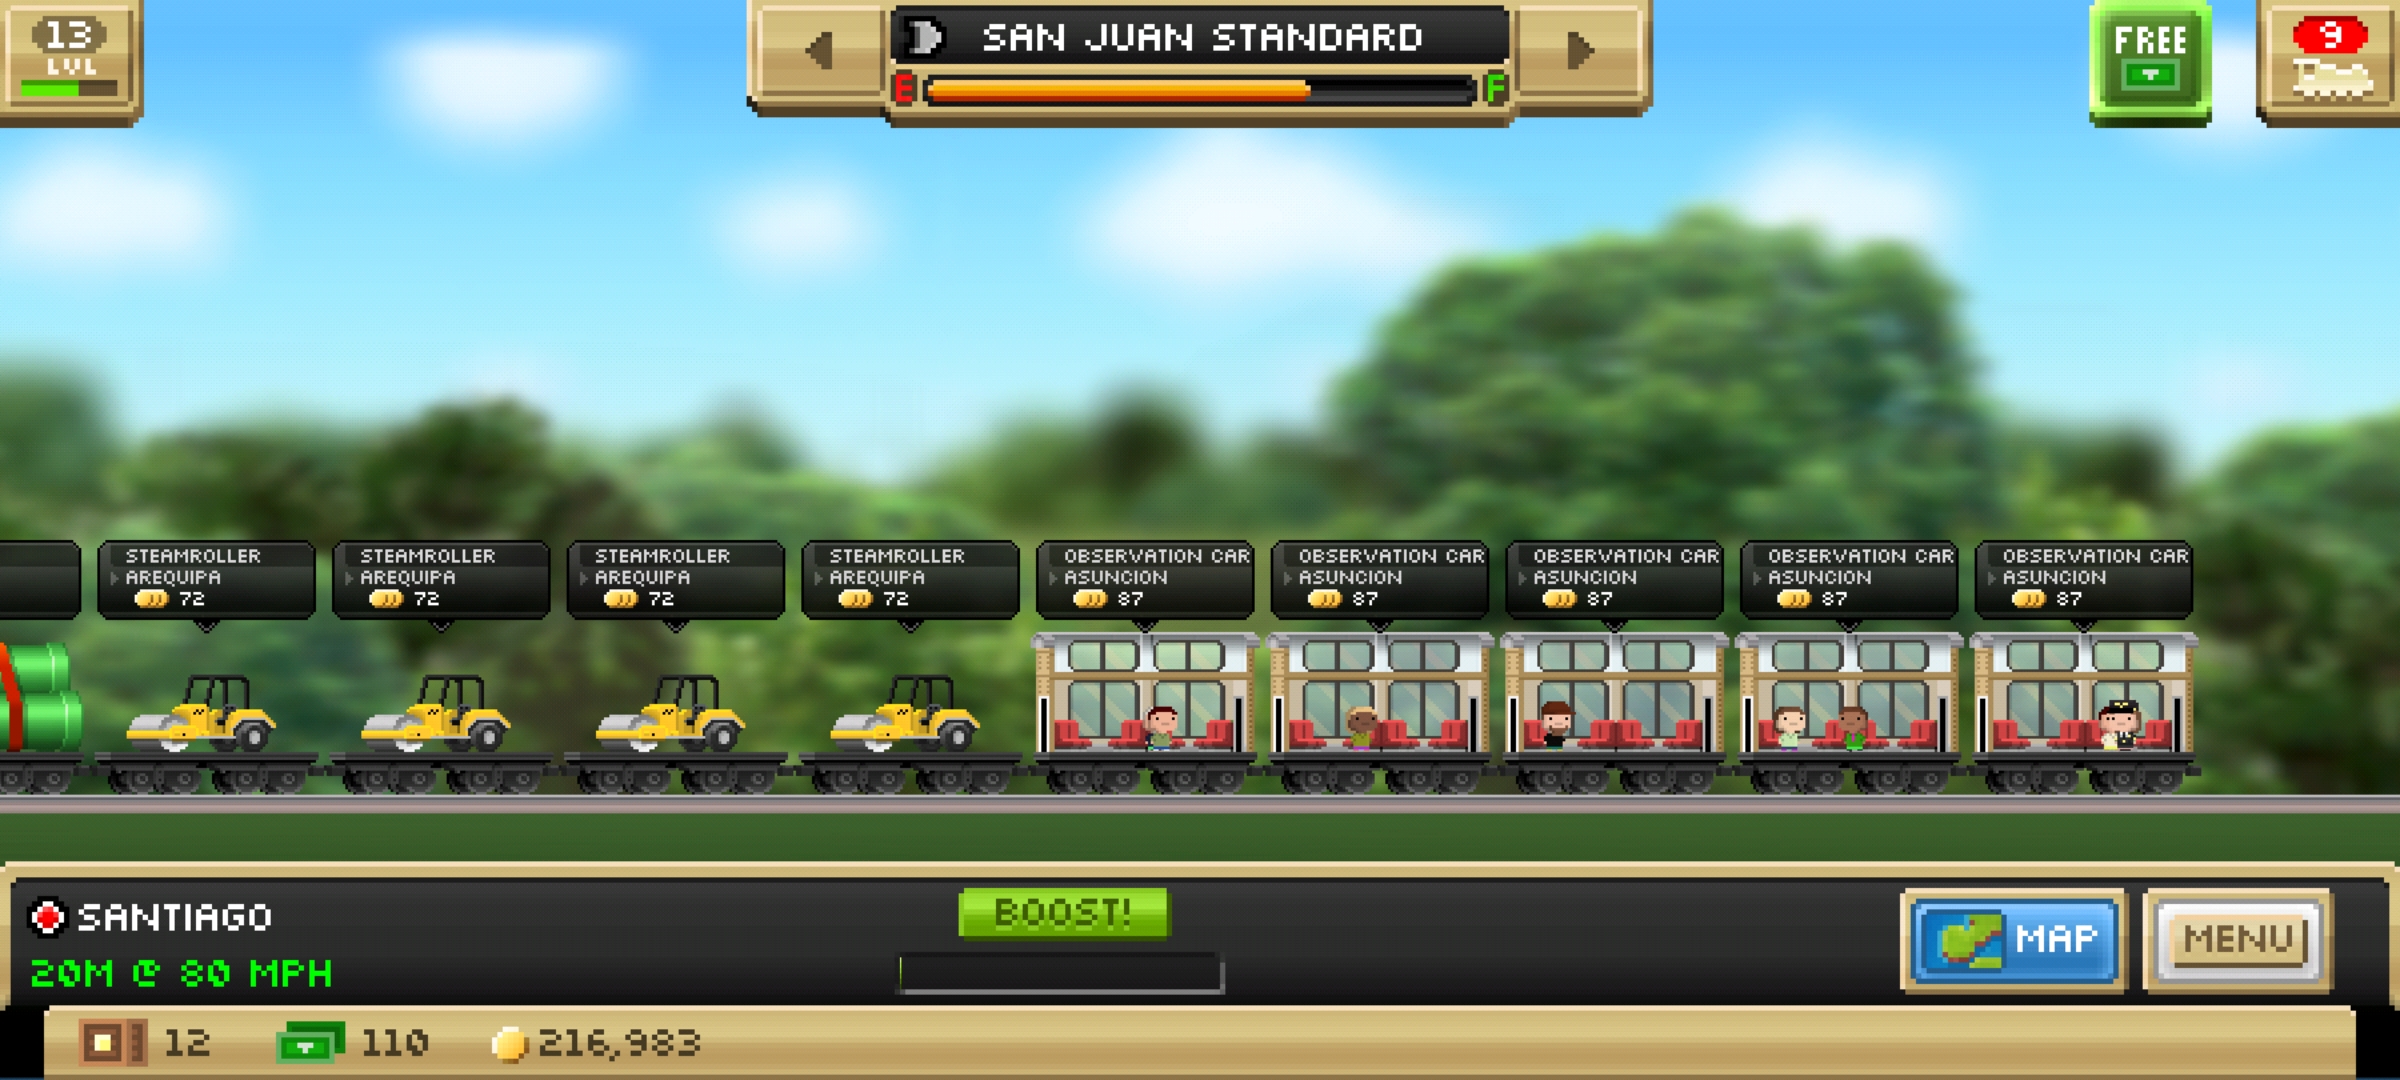 13
LVL
SAN JUAN STANDARD
E F
FREE
9
STEAMROLLER
AREQUIPA
72
STEAMROLLER
AREQUIPA
72
STEAMROLLER
AREQUIPA
72
STEAMROLLER
AREQUIPA
72
OBSERVATION CAR
ASUNCION
87
OBSERVATION CAR
ASUNCION
87
OBSERVATION CAR
ASUNCION
87
OBSERVATION CAR
ASUNCION
87
OBSERVATION CAR
ASUNCION
87
SANTIAGO
20M @ 80 MPH
BOOST!
MAP
MENU
12
110
216,983